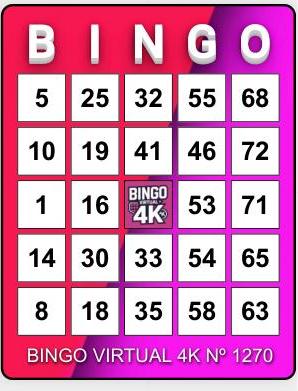 B I N G O
5 25 32 55 68
10 19 41 46 72
1 16 BINGO VIRTUAL 4K 53 71
14 30 33 54 65
8 18 35 58 63
BINGO VIRTUAL 4K Nº 1270